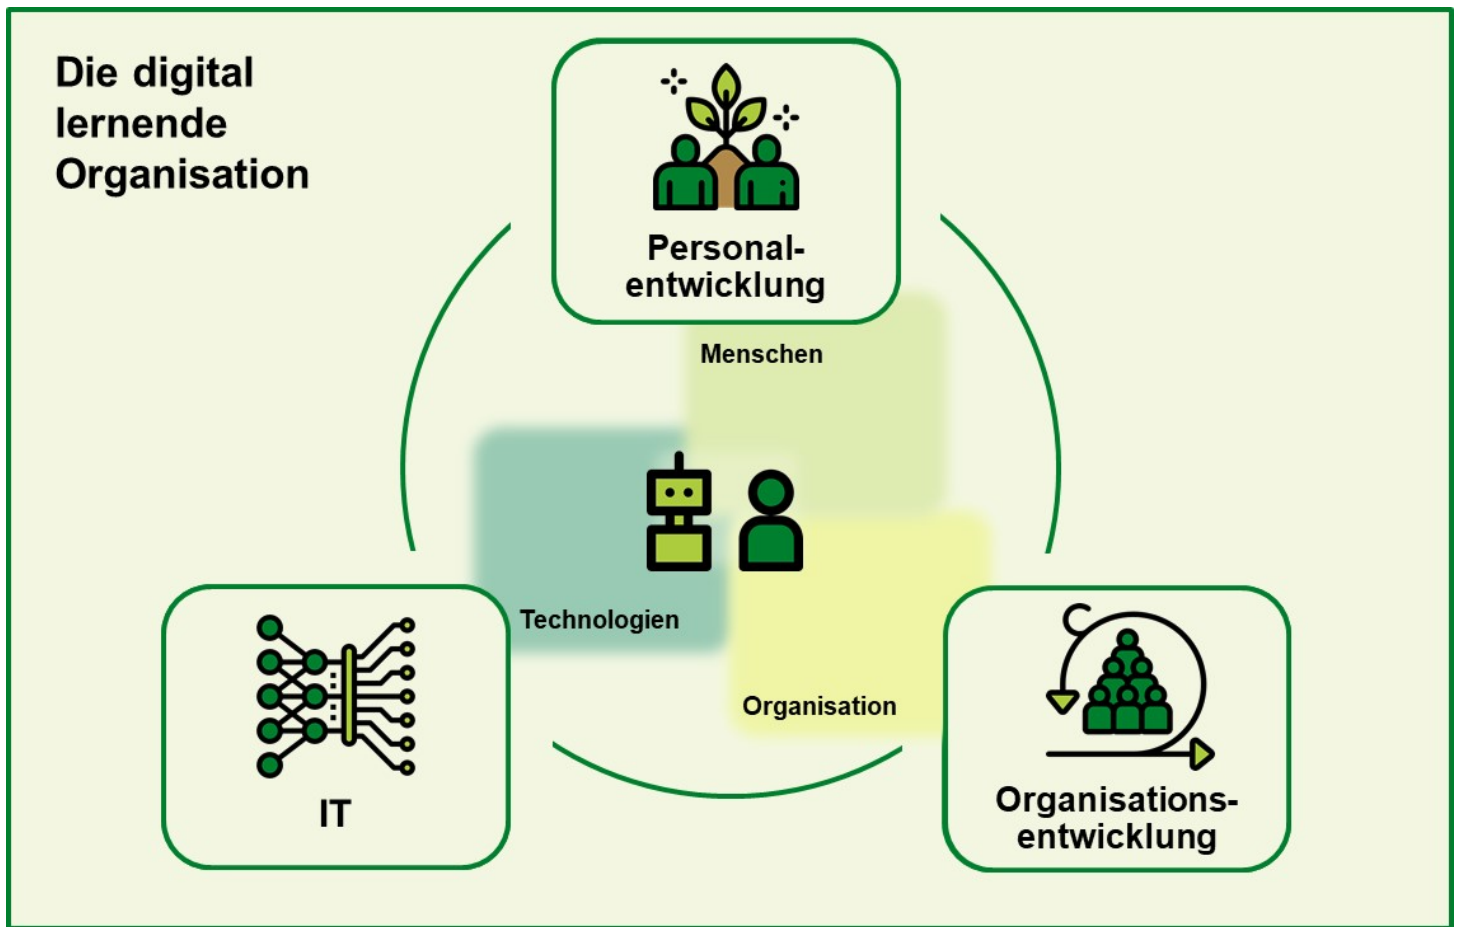 Die digital
lernende
Organisation
Personal-
entwicklung
Menschen
Technologien
Organisation
IT
Organisations-
entwicklung